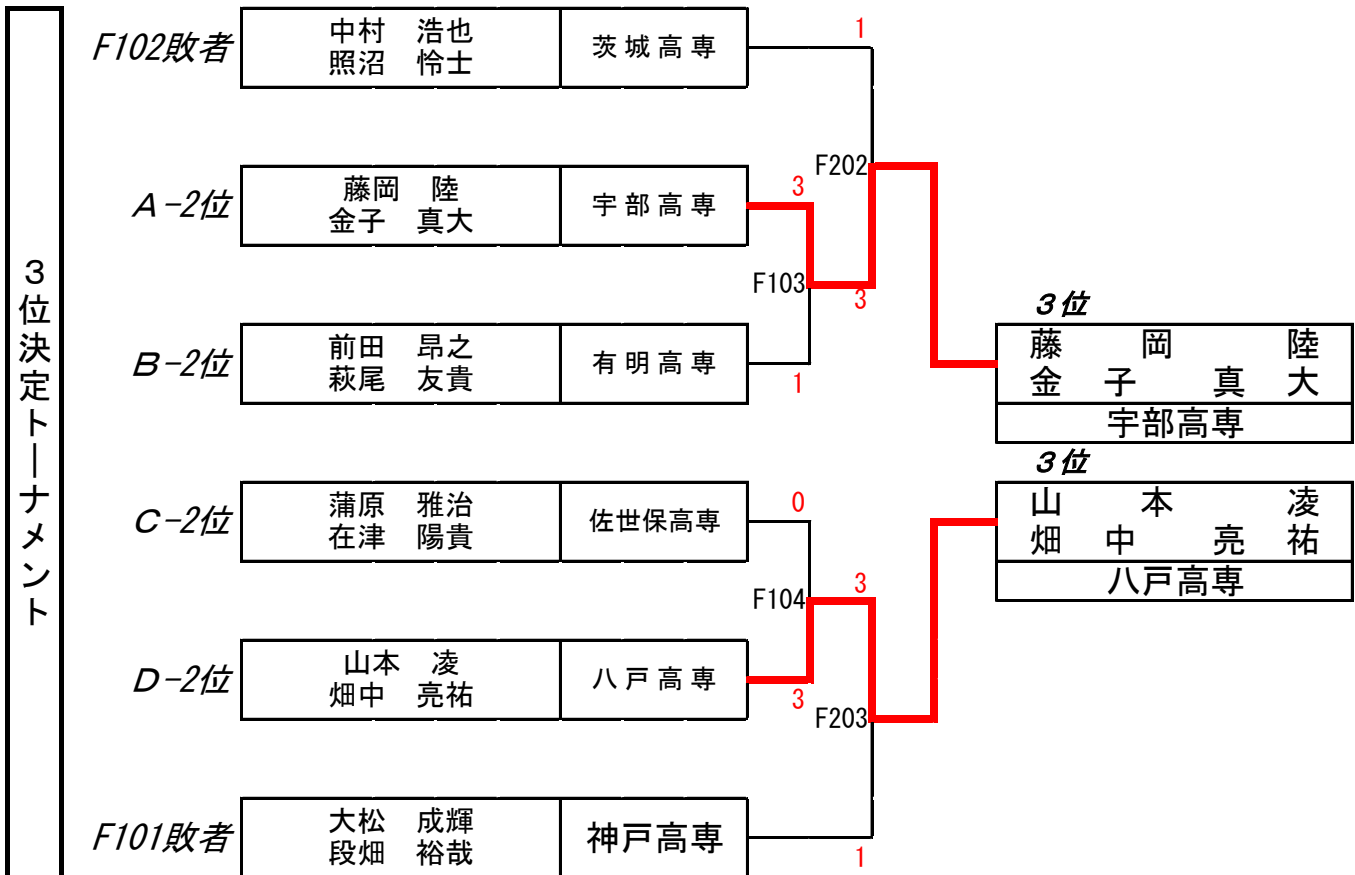 3位決定トーナメント
F102敗者
中村　浩也
照沼　怜士
茨城高専
1
F202
A-2位
藤岡　陸
金子　真大
宇部高専
3
F103
3
B-2位
前田　昂之
萩尾　友貴
有明高専
1
3位
藤岡陸
金子真大
宇部高専
C-2位
蒲原　雅治
在津　陽貴
佐世保高専
0
F104
3
3位
山本凌
畑中亮祐
八戸高専
D-2位
山本　凌
畑中　亮祐
八戸高専
3
F203
F101敗者
大松　成輝
段畑　裕哉
神戸高専
1